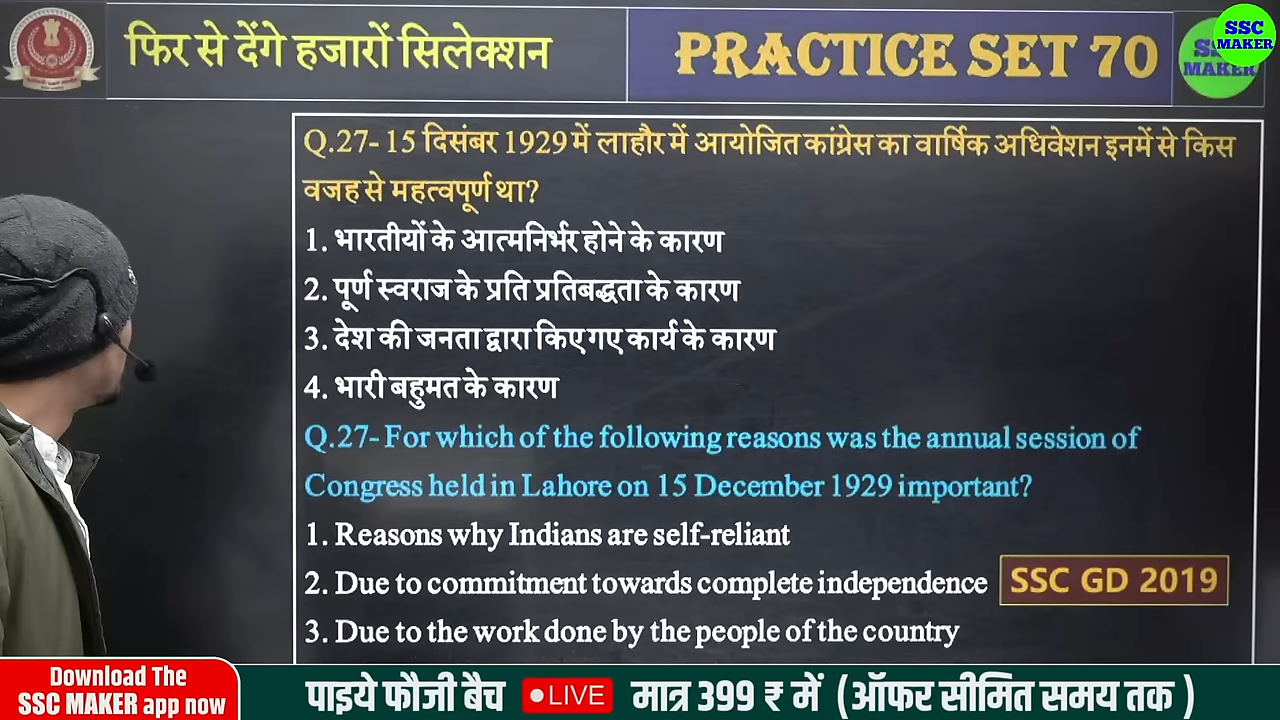 फिर से देंगे हजारों सिलेक्शन
PRACTICE SET 70
SSC
MAKER
Q.27- 15 दिसंबर 1929 में लाहौर में आयोजित कांग्रेस का वार्षिक अधिवेशन इनमें से किस
वजह से महत्वपूर्ण था?
1. भारतीयों के आत्मनिर्भर होने के कारण
2. पूर्ण स्वराज के प्रति प्रतिबद्धता के कारण
3. देश की जनता द्वारा किए गए कार्य के कारण
4. भारी बहुमत के कारण
Q.27- For which of the following reasons was the annual session of
Congress held in Lahore on 15 December 1929 important?
1. Reasons why Indians are self-reliant
2. Due to commitment towards complete independence
SSC GD 2019
3. Due to the work done by the people of the country
Download The
SSC MAKER app now
पाइये फौजी बैच LIVE मात्र 399 ₹ में (ऑफर सीमित समय तक )